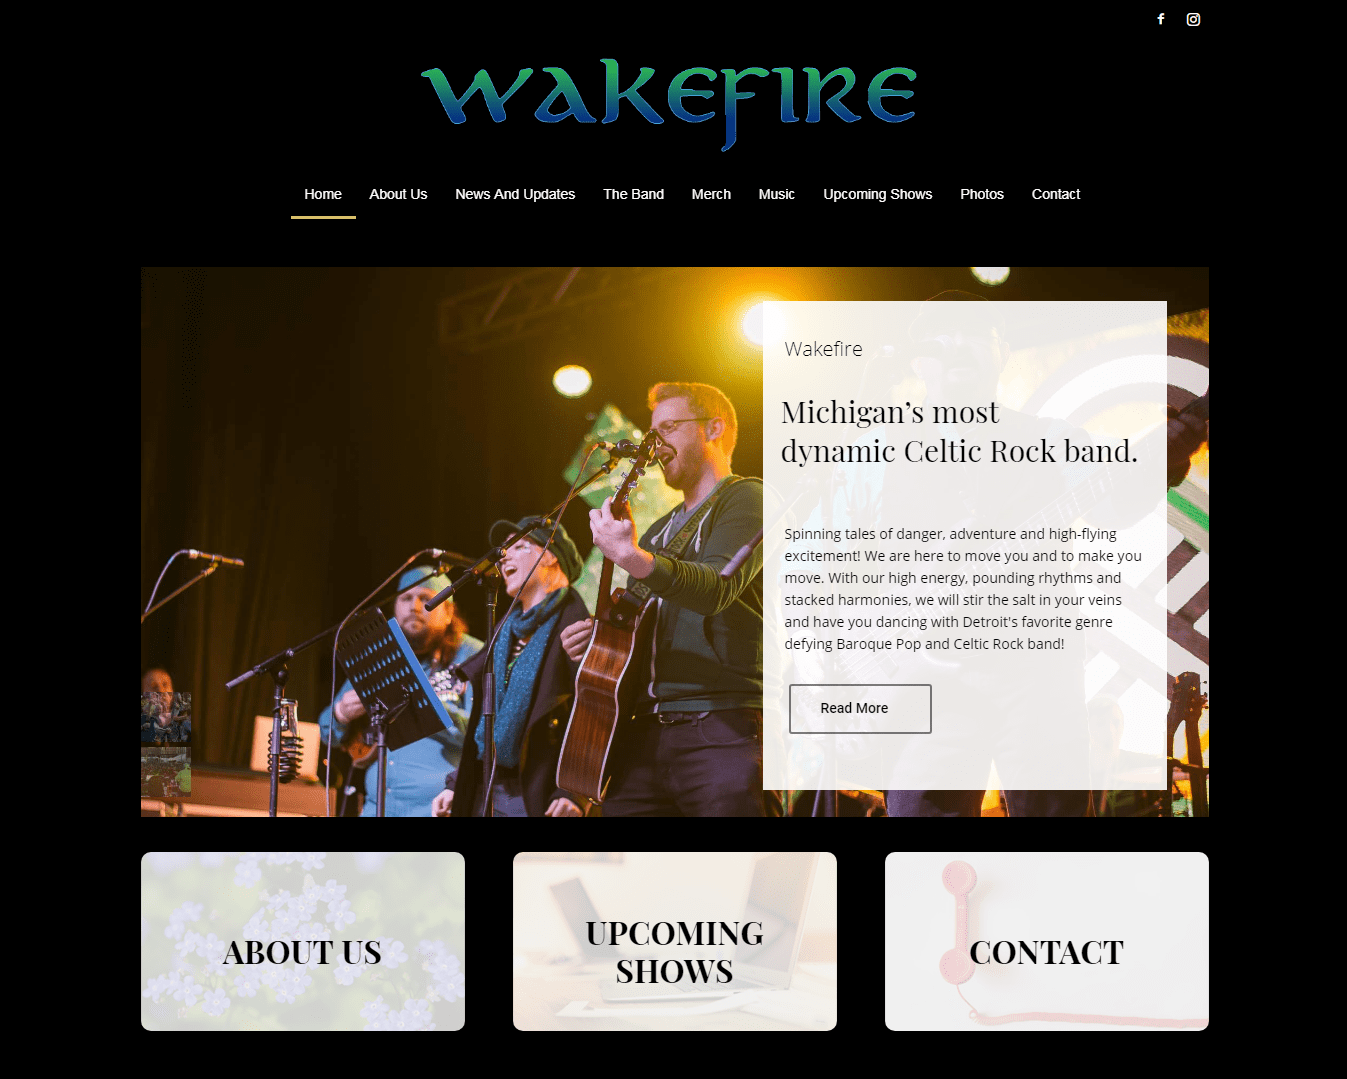 WAKEFIRE
Home About Us News And Updates The Band Merch Music Upcoming Shows Photos Contact
Wakefire
Michigan’s most
dynamic Celtic Rock band.
Spinning tales of danger, adventure and high-flying
excitement! We are here to move you and to make you
move. With our high energy, pounding rhythms and
stacked harmonies, we will stir the salt in your veins
and have you dancing with Detroit's favorite genre
defying Baroque Pop and Celtic Rock band!
Read More
ABOUT US
UPCOMING
SHOWS
CONTACT